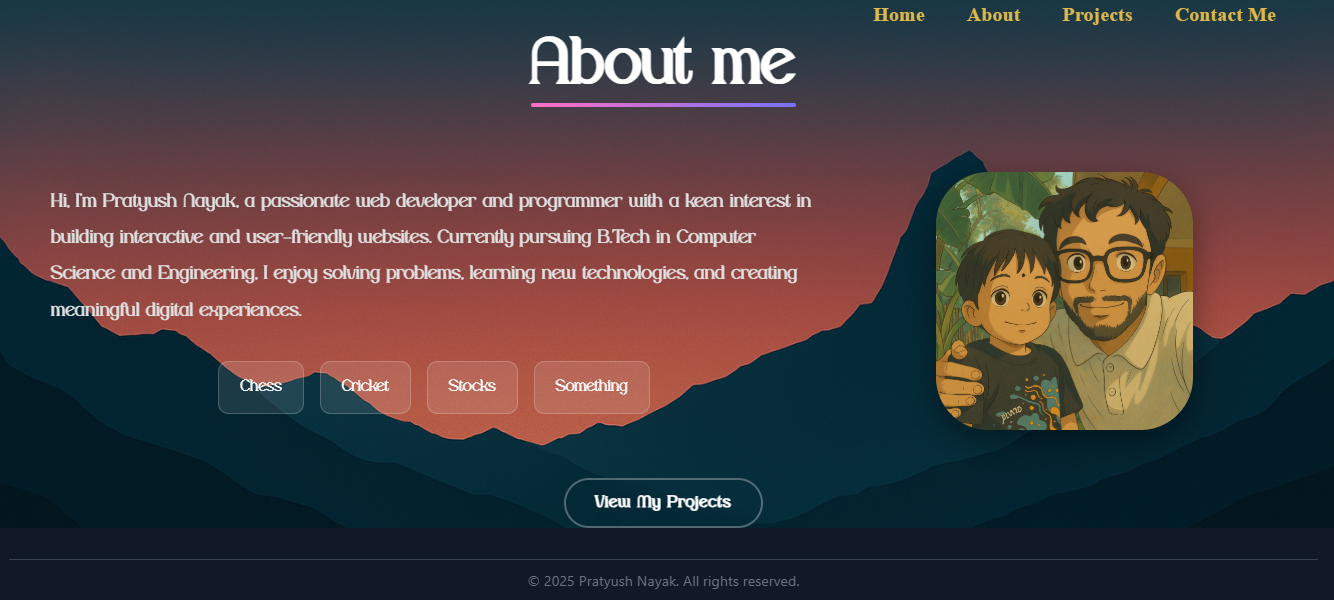 Home About Projects Contact Me
About me
Hi, I'm Pratyush Nayak, a passionate web developer and programmer with a keen interest in
building interactive and user-friendly websites. Currently pursuing B.Tech in Computer
Science and Engineering, I enjoy solving problems, learning new technologies, and creating
meaningful digital experiences.
Chess Cricket Stocks Something
View My Projects
© 2025 Pratyush Nayak. All rights reserved.